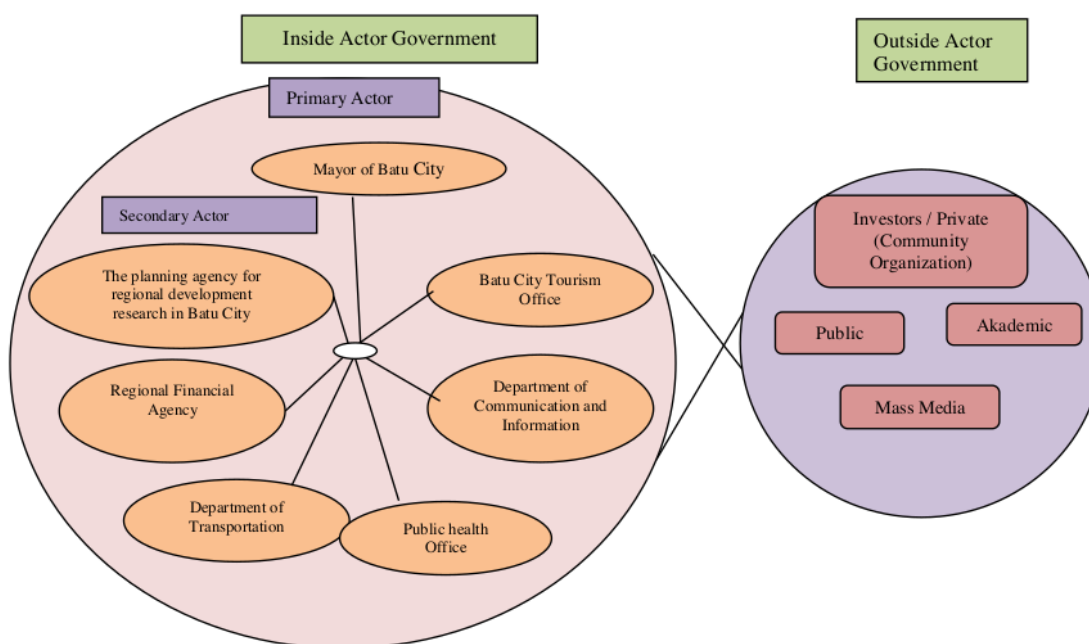 Inside Actor Government
Outside Actor
Government
Primary Actor
Mayor of Batu City
Secondary Actor
The planning agency for
regional development
research in Batu City
Batu City Tourism
Office
Regional Financial
Agency
Department of
Communication and
Information
Department of
Transportation
Public health
Office
Investors / Private
(Community
Organization)
Public
Akademic
Mass Media